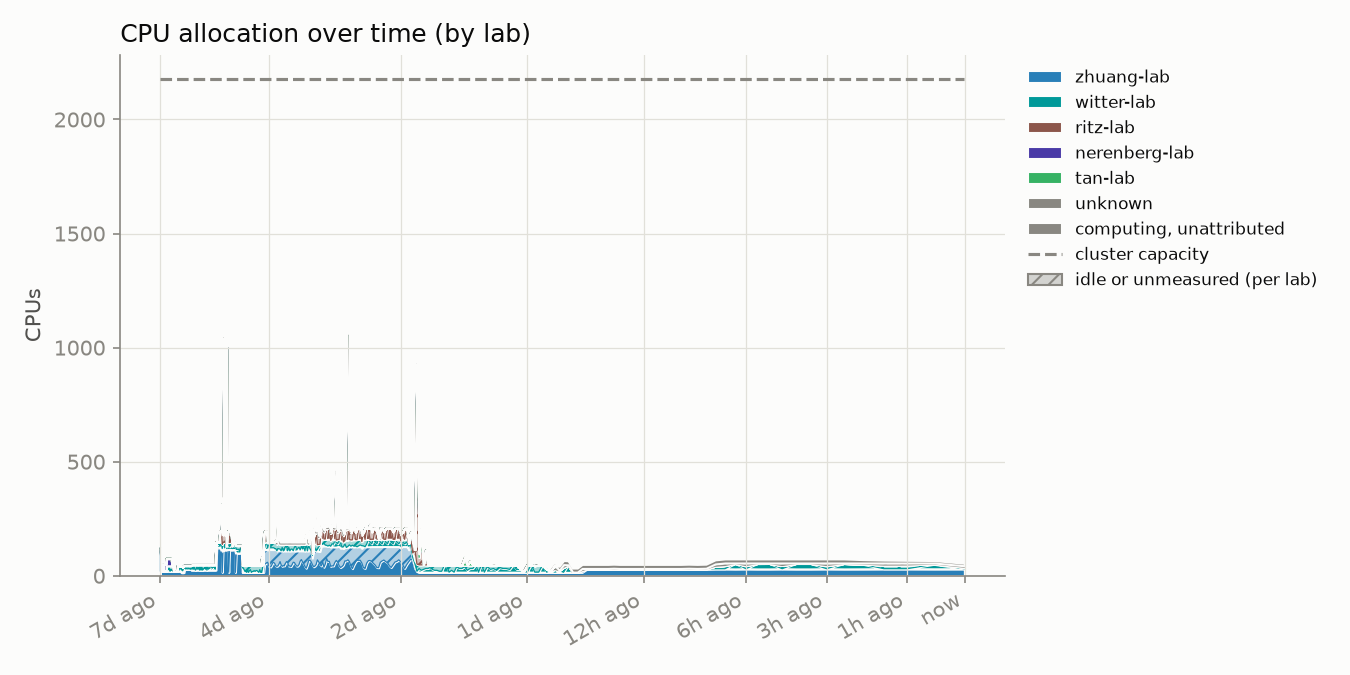 CPU allocation over time (by lab)
CPUs
2000
1500
1000
500
0
7d ago
4d ago
2d ago
1d ago
12h ago
6h ago
3h ago
1h ago
now
zhuang-lab
witter-lab
ritz-lab
nerenberg-lab
tan-lab
unknown
computing, unattributed
cluster capacity
idle or unmeasured (per lab)